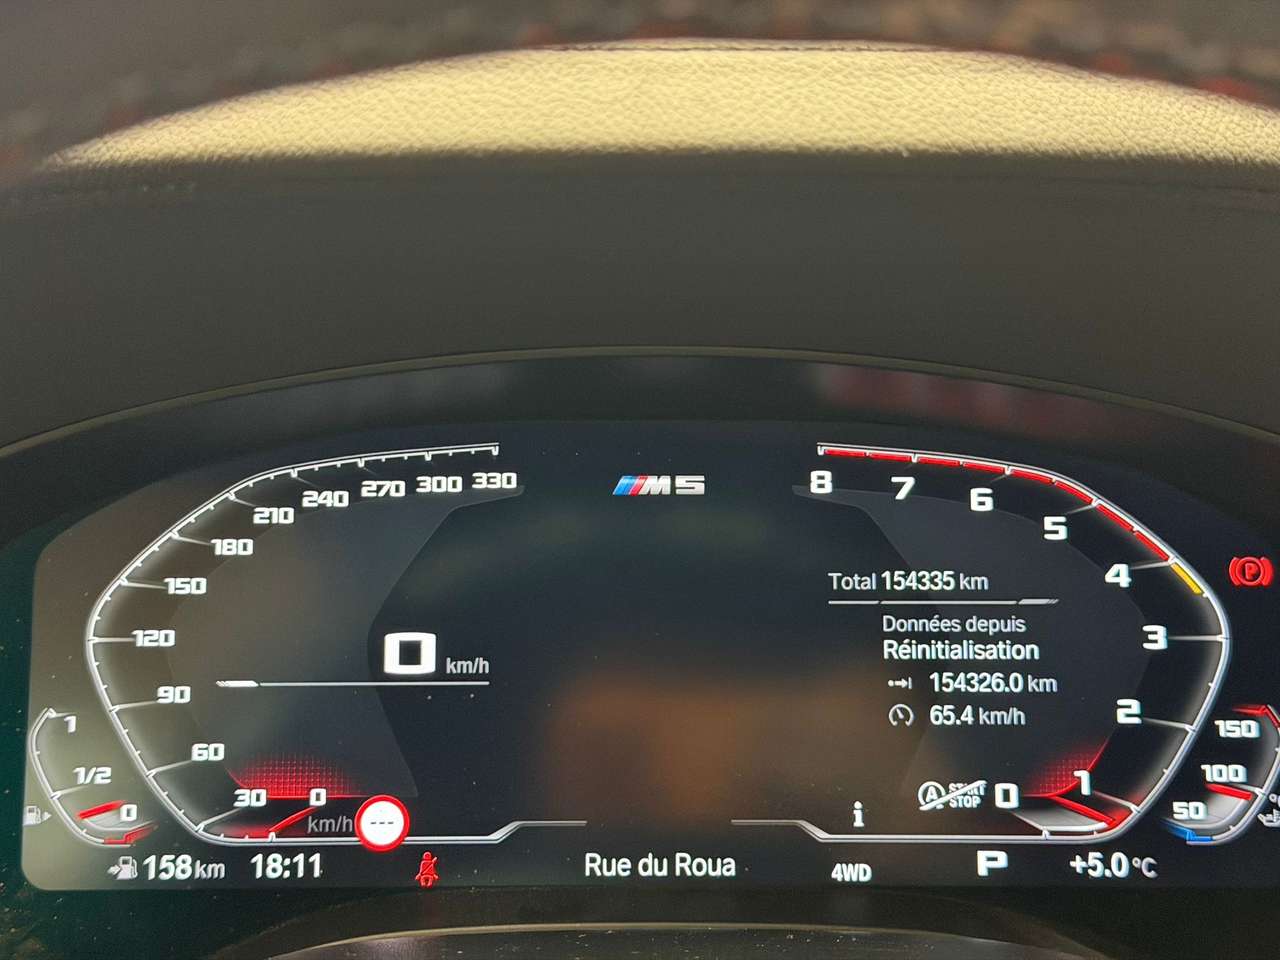 M5
330
300
270
240
210
180
150
120
90
60
30
0
km/h
0 km/h
---
8
7
6
5
4
3
2
1
0
Total 154335 km
Données depuis
Réinitialisation
154326.0 km
65.4 km/h
A START
STOP
P
i
1
1/2
0
150
100
50
158 km
18:11
Rue du Roua
4WD
P
+5.0 °C